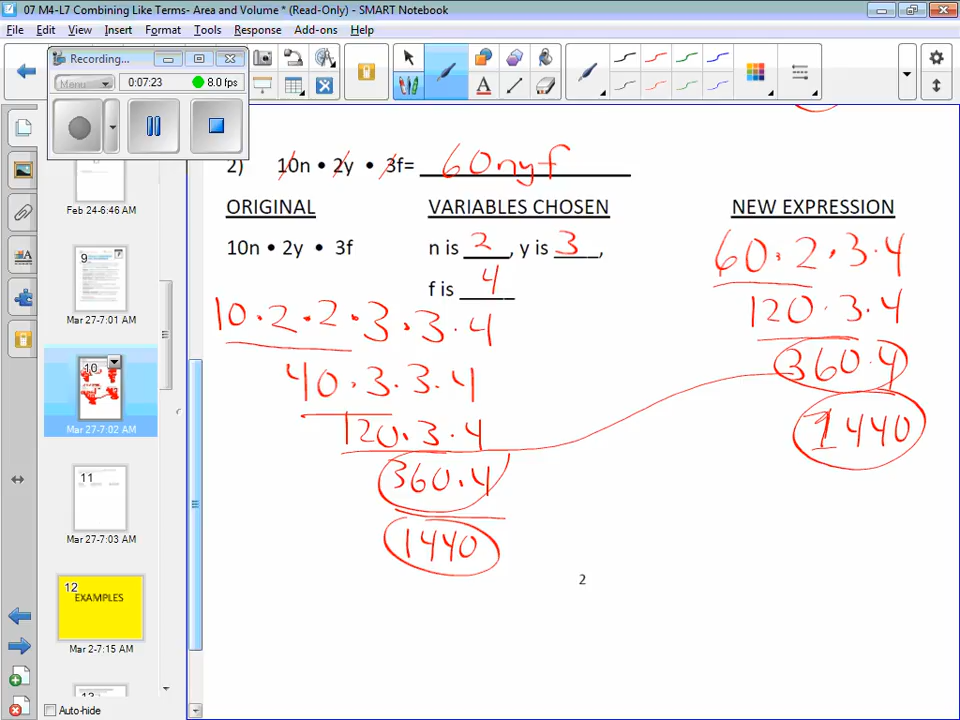 07 M4-L7 Combining Like Terms- Area and Volume * (Read-Only) - SMART Notebook
File Edit View Insert Format Tools Response Add-ons Help
Recording...
Menu 0:07:23 8.0 fps
Feb 24-6:46 AM
9
Mar 27-7:01 AM
10
Mar 27-7:02 AM
11
Mar 27-7:03 AM
12
EXAMPLES
Mar 2-7:15 AM
13
Auto-hide
2) 10n • 2y • 3f= 60nyf
ORIGINAL VARIABLES CHOSEN NEW EXPRESSION
10n • 2y • 3f n is 2, y is 3, 60·2·3·4
f is 4
10·2·2·3·3·4 120·3·4
40·3·3·4 360·4
120·3·4 1440
360·4
1440
2